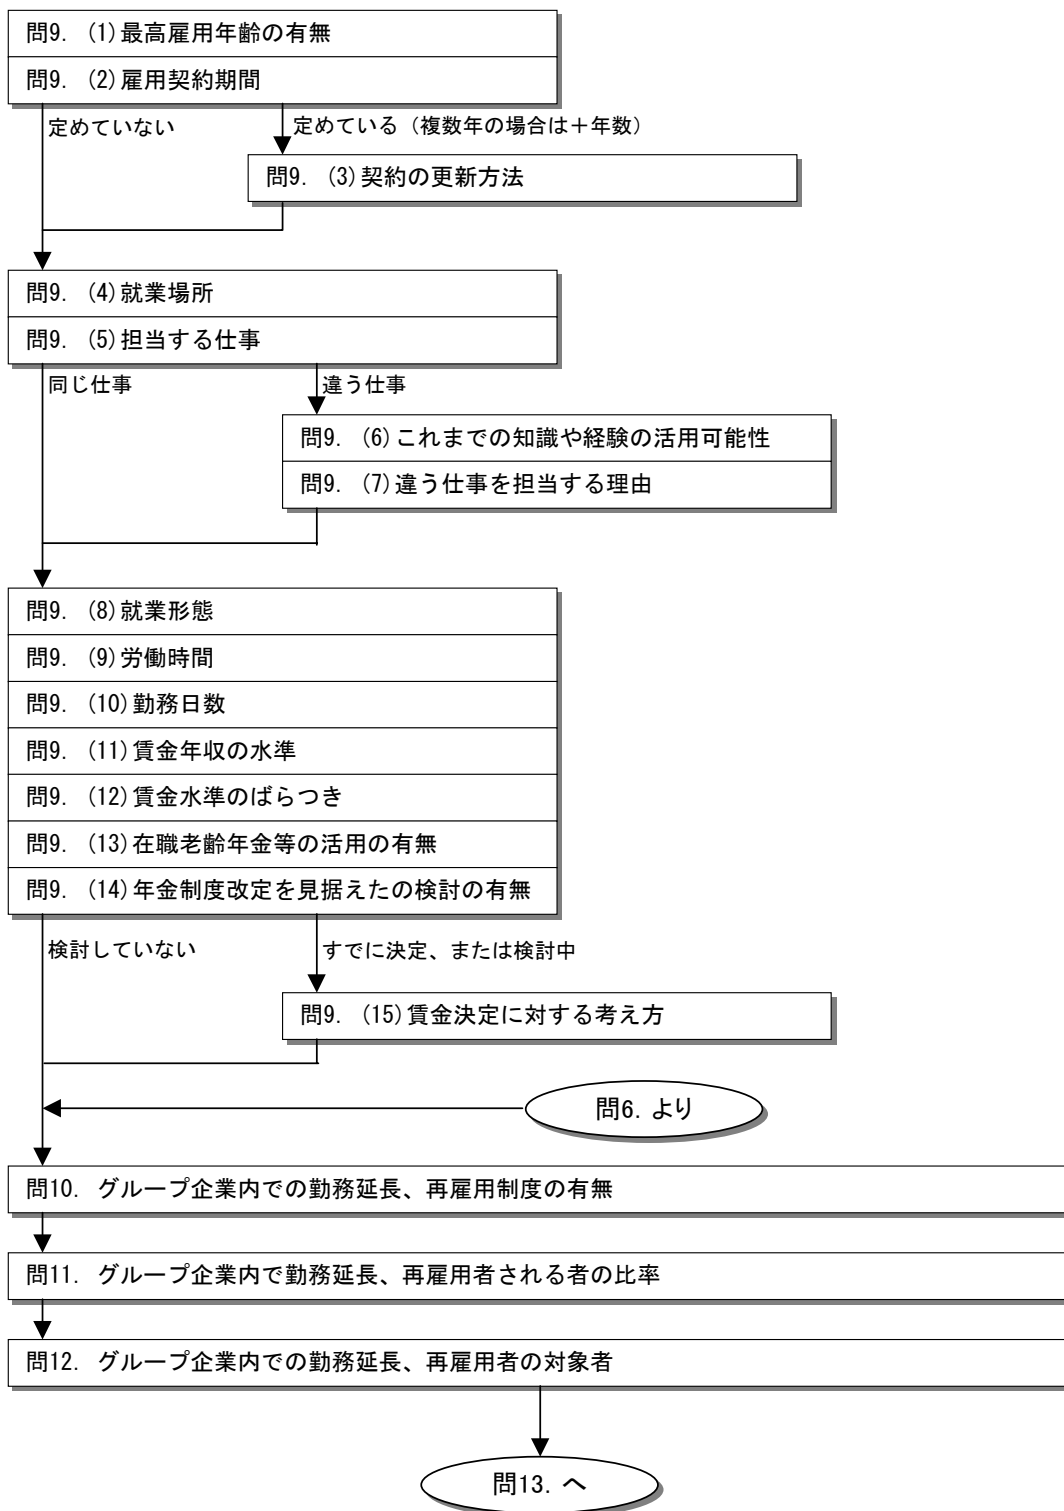 問9. (1)最高雇用年齢の有無
問9. (2)雇用契約期間
定めていない
定めている（複数年の場合は＋年数）
問9. (3)契約の更新方法
問9. (4)就業場所
問9. (5)担当する仕事
同じ仕事
違う仕事
問9. (6)これまでの知識や経験の活用可能性
問9. (7)違う仕事を担当する理由
問9. (8)就業形態
問9. (9)労働時間
問9. (10)勤務日数
問9. (11)賃金年収の水準
問9. (12)賃金水準のばらつき
問9. (13)在職老齢年金等の活用の有無
問9. (14)年金制度改定を見据えたの検討の有無
検討していない
すでに決定、または検討中
問9. (15)賃金決定に対する考え方
問6. より
問10. グループ企業内での勤務延長、再雇用制度の有無
問11. グループ企業内で勤務延長、再雇用者される者の比率
問12. グループ企業内での勤務延長、再雇用者の対象者
問13. へ